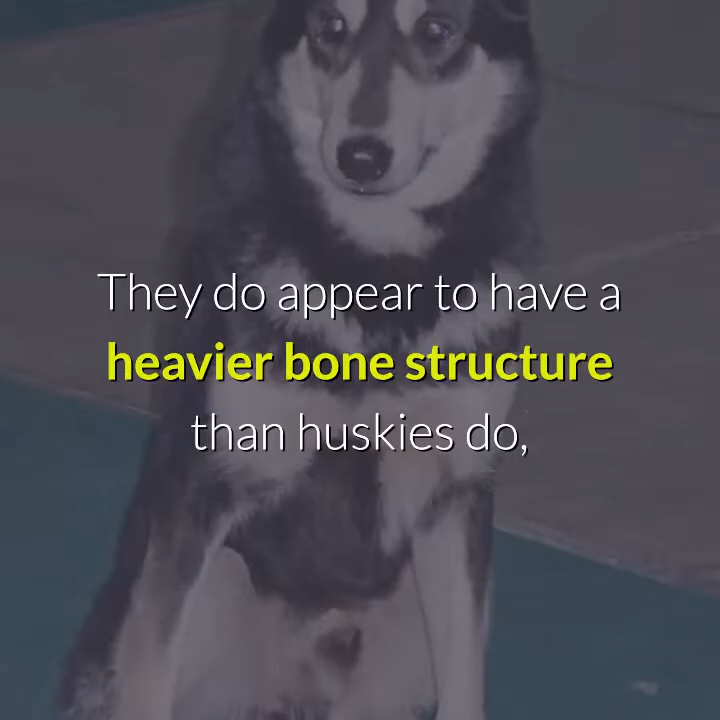 They do appear to have a
heavier bone structure
than huskies do,